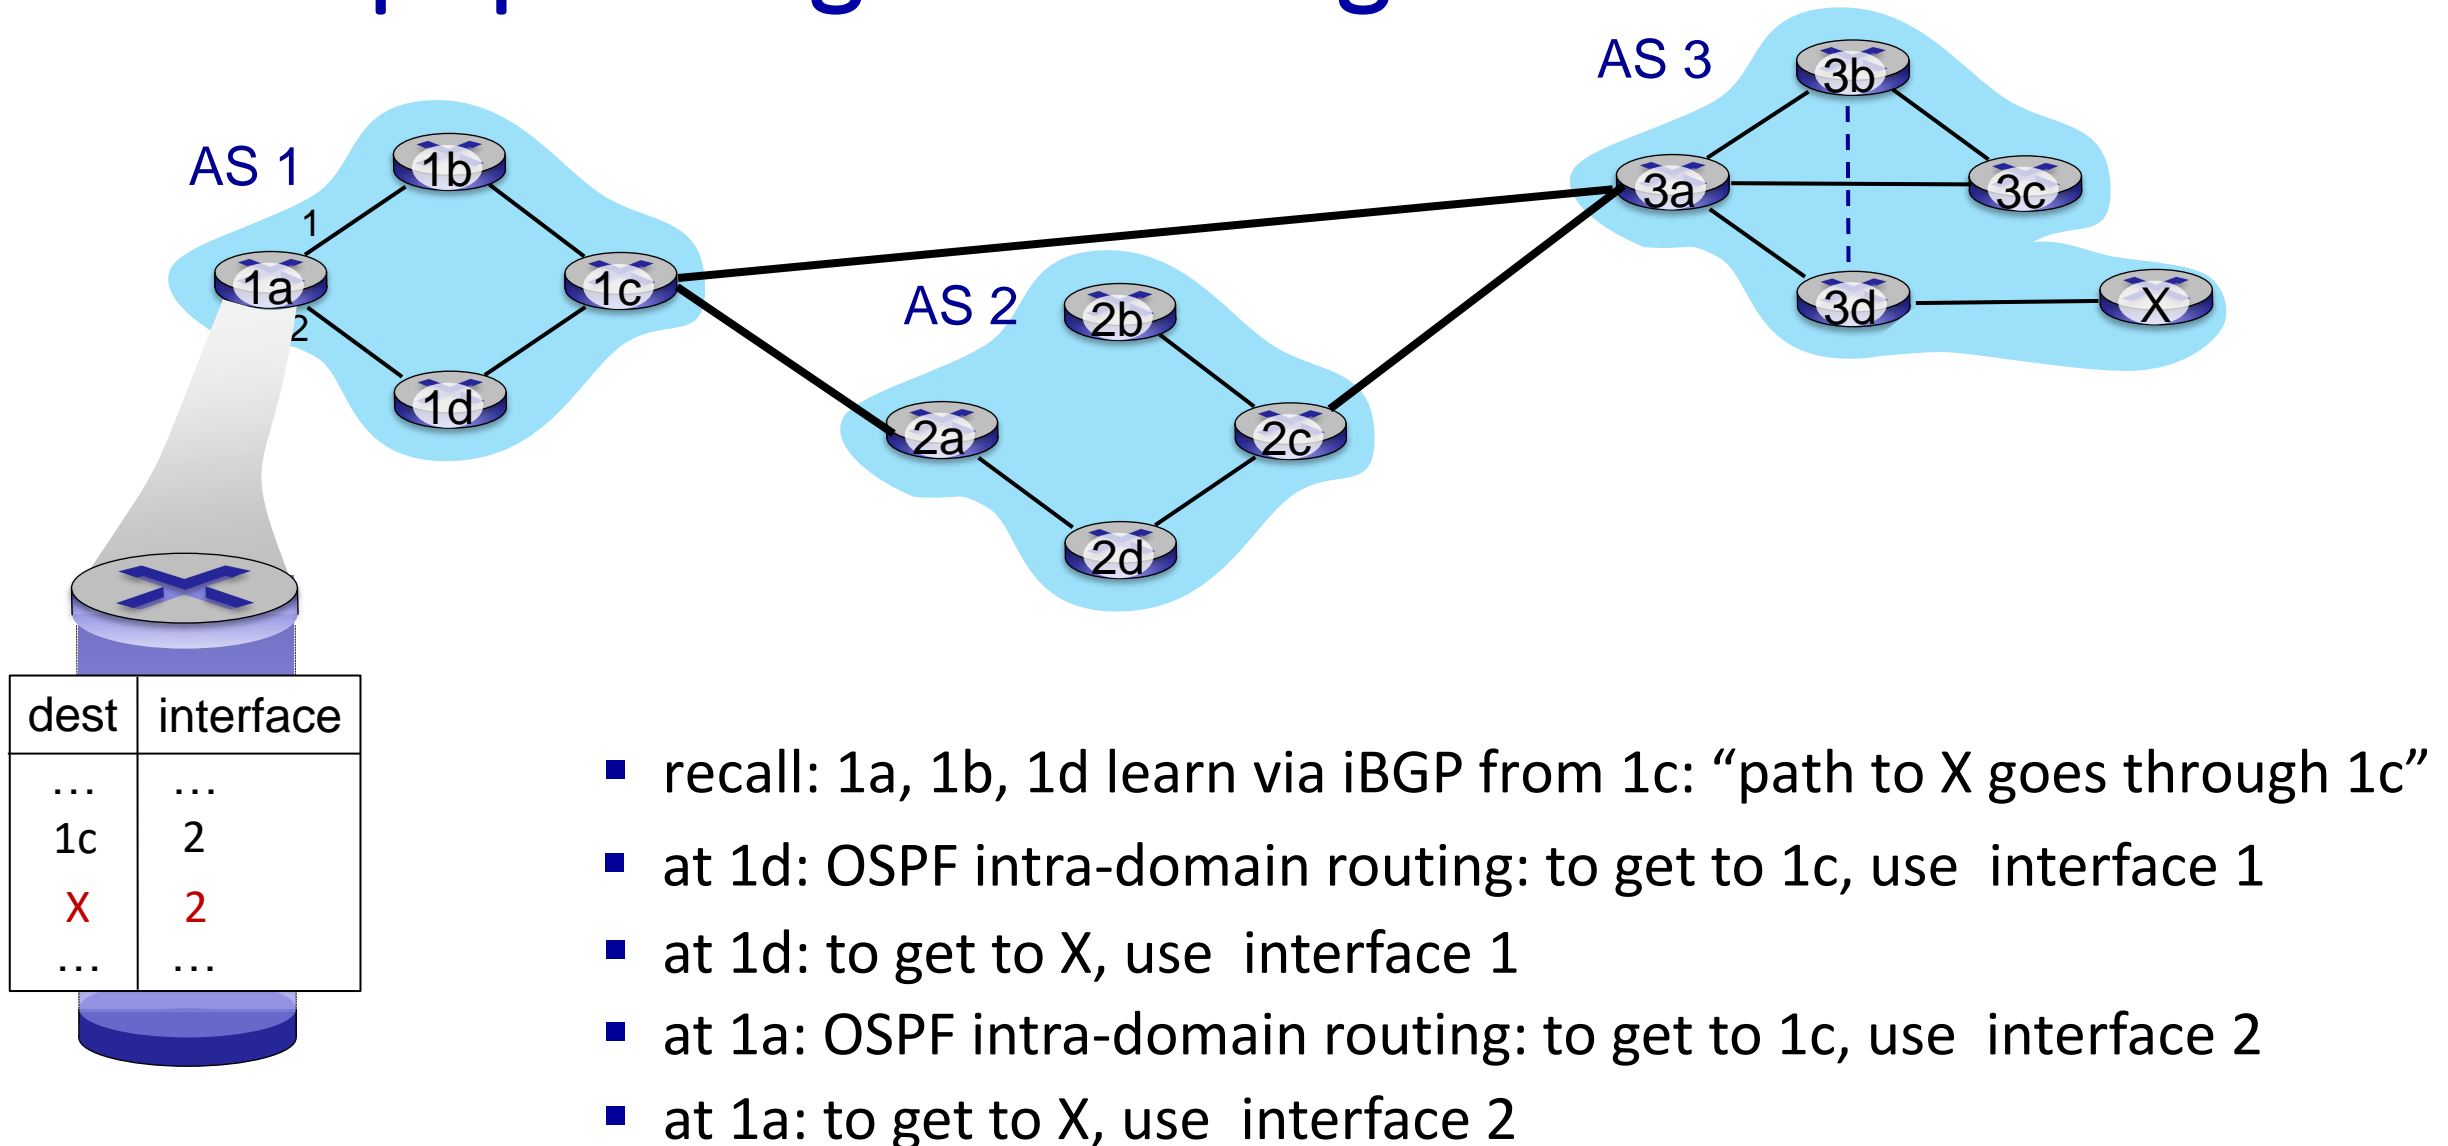 AS 3
3b
AS 1
1b
3a
3c
1
1a
1c
AS 2
2b
3d
X
2
1d
2a
2c
2d
dest interface
… …
1c 2
X 2
… …
▪ recall: 1a, 1b, 1d learn via iBGP from 1c: “path to X goes through 1c”
▪ at 1d: OSPF intra-domain routing: to get to 1c, use interface 1
▪ at 1d: to get to X, use interface 1
▪ at 1a: OSPF intra-domain routing: to get to 1c, use interface 2
▪ at 1a: to get to X, use interface 2